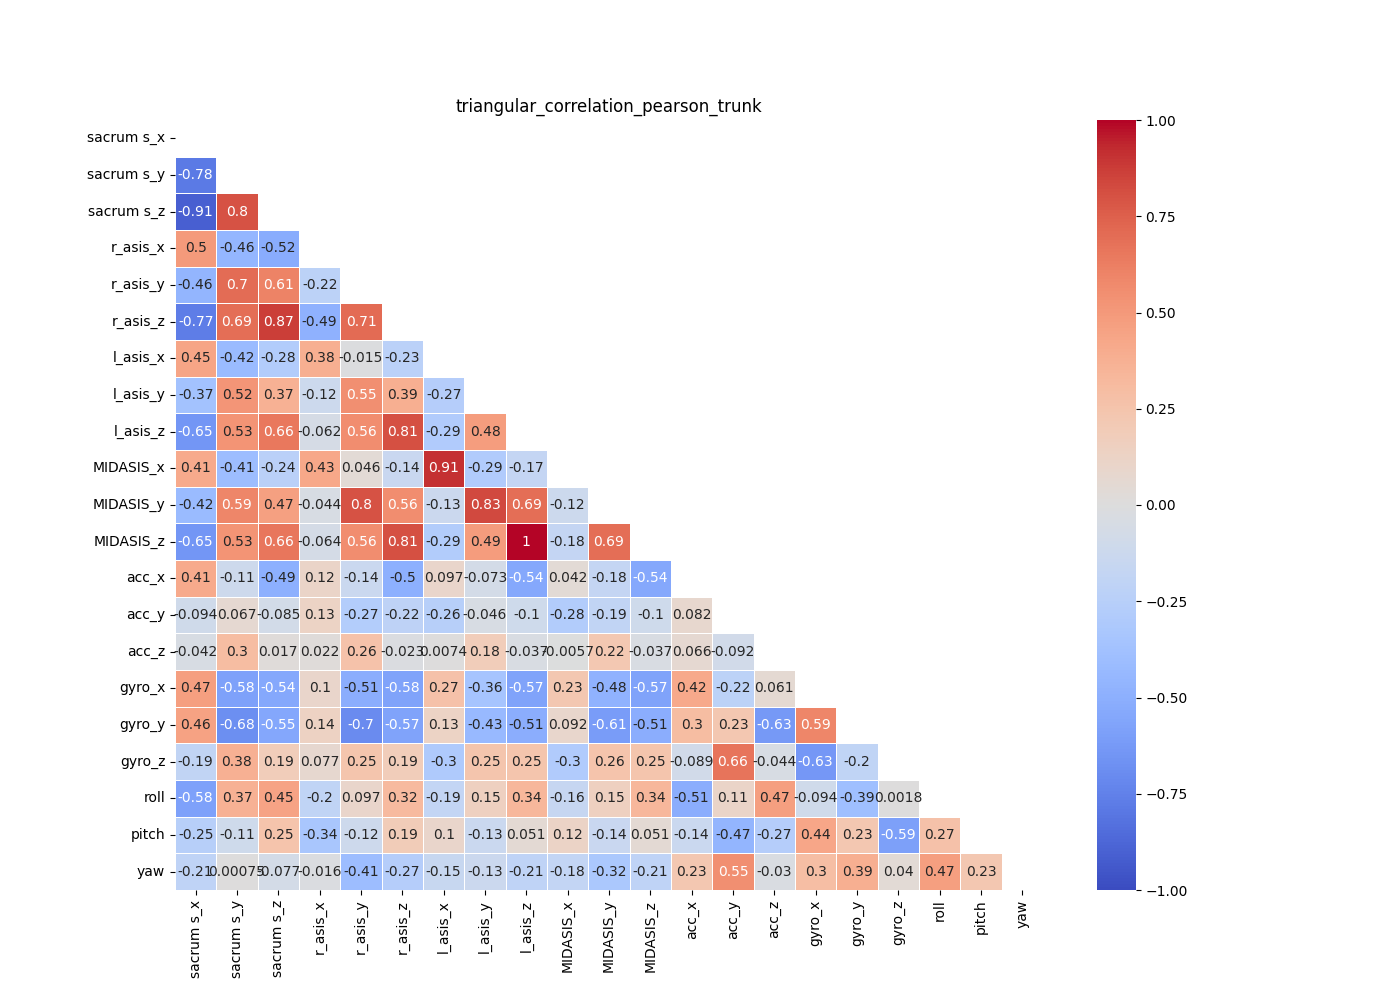 triangular_correlation_pearson_trunk
sacrum s_x
sacrum s_y -0.78
sacrum s_z -0.91 0.8
r_asis_x 0.5 -0.46 -0.52
r_asis_y -0.46 0.7 0.61 -0.22
r_asis_z -0.77 0.69 0.87 -0.49 0.71
l_asis_x 0.45 -0.42 -0.28 0.38 -0.015 -0.23
l_asis_y -0.37 0.52 0.37 -0.12 0.55 0.39 -0.27
l_asis_z -0.65 0.53 0.66 -0.062 0.56 0.81 -0.29 0.48
MIDASIS_x 0.41 -0.41 -0.24 0.43 0.046 -0.14 0.91 -0.29 -0.17
MIDASIS_y -0.42 0.59 0.47 -0.044 0.8 0.56 -0.13 0.83 0.69 -0.12
MIDASIS_z -0.65 0.53 0.66 -0.064 0.56 0.81 -0.29 0.49 1 -0.18 0.69
acc_x 0.41 -0.11 -0.49 0.12 -0.14 -0.5 0.097 -0.073 -0.54 0.042 -0.18 -0.54
acc_y -0.094 0.067 -0.085 0.13 -0.27 -0.22 -0.26 -0.046 -0.1 -0.28 -0.19 -0.1 0.082
acc_z -0.042 0.3 0.017 0.022 0.26 -0.023 0.0074 0.18 -0.037 0.0057 0.22 -0.037 0.066 -0.092
gyro_x 0.47 -0.58 -0.54 0.1 -0.51 -0.58 0.27 -0.36 -0.57 0.23 -0.48 -0.57 0.42 -0.22 0.061
gyro_y 0.46 -0.68 -0.55 0.14 -0.7 -0.57 0.13 -0.43 -0.51 0.092 -0.61 -0.51 0.3 0.23 -0.63 0.59
gyro_z -0.19 0.38 0.19 0.077 0.25 0.19 -0.3 0.25 0.25 -0.3 0.26 0.25 -0.089 0.66 -0.044 -0.63 -0.2
roll -0.58 0.37 0.45 -0.2 0.097 0.32 -0.19 0.15 0.34 -0.16 0.15 0.34 -0.51 0.11 0.47 -0.094 -0.39 0.0018
pitch -0.25 -0.11 0.25 -0.34 -0.12 0.19 0.1 -0.13 0.051 0.12 -0.14 0.051 -0.14 -0.47 -0.27 0.44 0.23 -0.59 0.27
yaw -0.21 0.00075 -0.077 -0.016 -0.41 -0.27 -0.15 -0.13 -0.21 -0.18 -0.32 -0.21 0.23 0.55 -0.03 0.3 0.39 0.04 0.47 0.23
sacrum s_x sacrum s_y sacrum s_z r_asis_x r_asis_y r_asis_z l_asis_x l_asis_y l_asis_z MIDASIS_x MIDASIS_y MIDASIS_z acc_x acc_y acc_z gyro_x gyro_y gyro_z roll pitch yaw
1.00
0.75
0.50
0.25
0.00
−0.25
−0.50
−0.75
−1.00